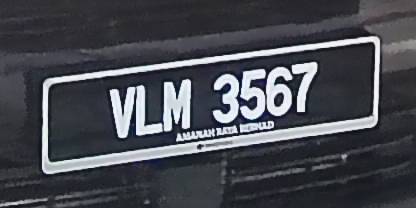 VLM 3567
AMANAH RAYA BERHAD